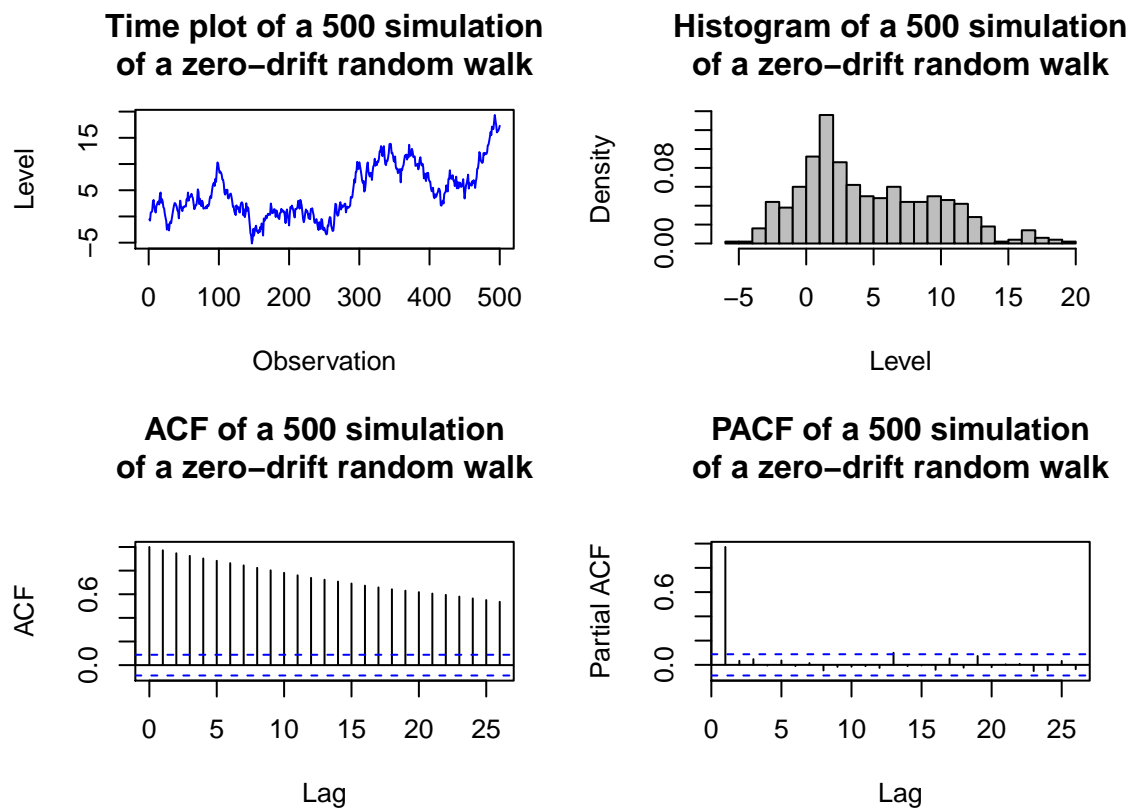 Time plot of a 500 simulation
of a zero−drift random walk
Level
−5
5
15
0 100 200 300 400 500
Observation
Histogram of a 500 simulation
of a zero−drift random walk
Density
0.00
0.08
−5 0 5 10 15 20
Level
ACF of a 500 simulation
of a zero−drift random walk
ACF
0.0
0.6
0 5 10 15 20 25
Lag
PACF of a 500 simulation
of a zero−drift random walk
Partial ACF
0.0
0.6
0 5 10 15 20 25
Lag